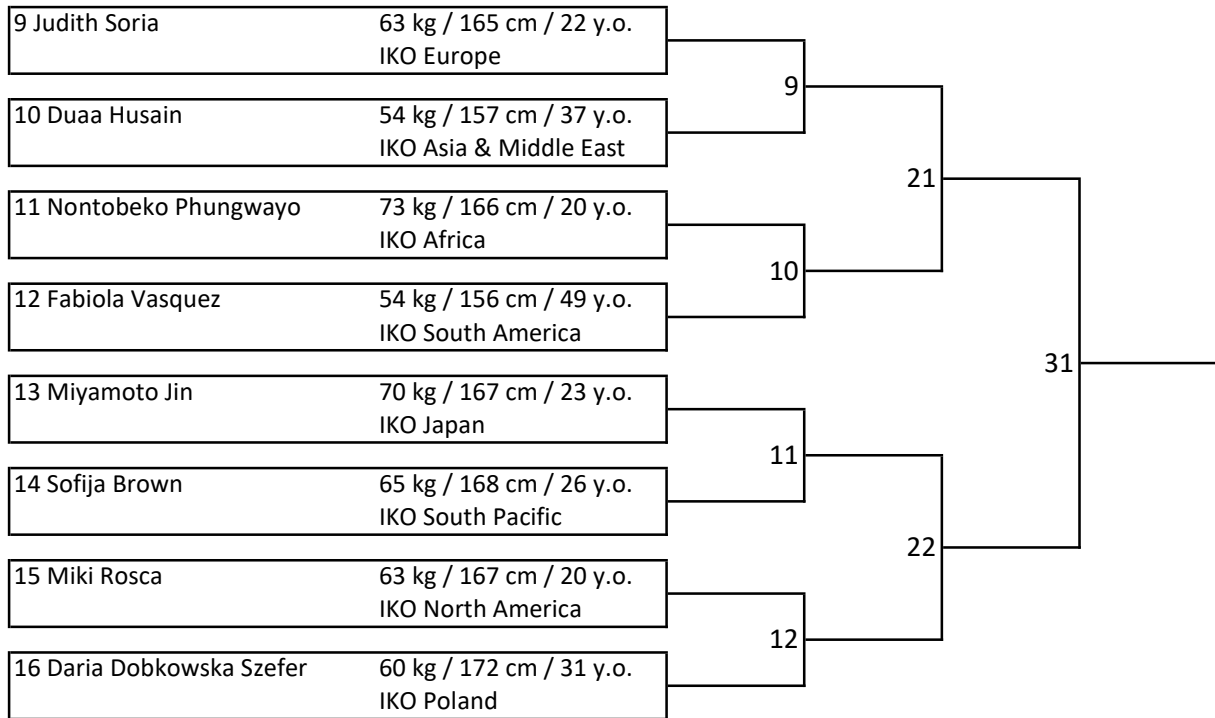 9 Judith Soria 63 kg / 165 cm / 22 y.o.
IKO Europe
9
10 Duaa Husain 54 kg / 157 cm / 37 y.o.
IKO Asia & Middle East
21
11 Nontobeko Phungwayo 73 kg / 166 cm / 20 y.o.
IKO Africa
10
12 Fabiola Vasquez 54 kg / 156 cm / 49 y.o.
IKO South America
31
13 Miyamoto Jin 70 kg / 167 cm / 23 y.o.
IKO Japan
11
14 Sofija Brown 65 kg / 168 cm / 26 y.o.
IKO South Pacific
22
15 Miki Rosca 63 kg / 167 cm / 20 y.o.
IKO North America
12
16 Daria Dobkowska Szefer 60 kg / 172 cm / 31 y.o.
IKO Poland